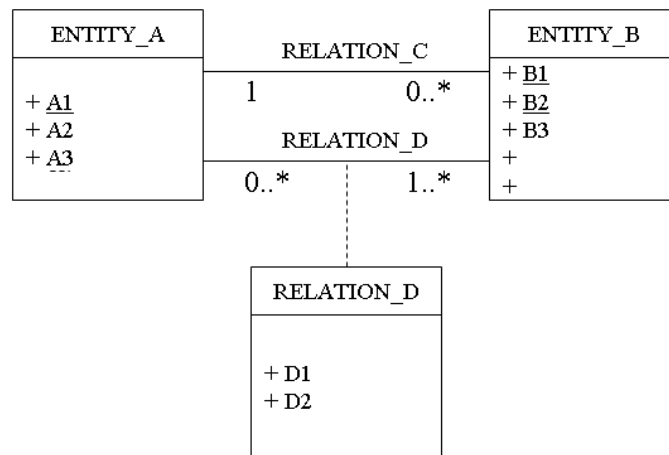 ENTITY_A
+ A1
+ A2
+ A3
RELATION_C
1 0..*
RELATION_D
0..* 1..*
ENTITY_B
+ B1
+ B2
+ B3
+
+
RELATION_D
+ D1
+ D2